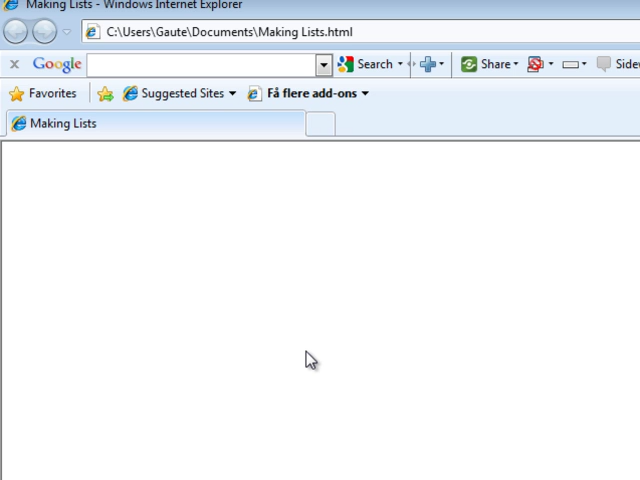 Making Lists - Windows Internet Explorer
C:\Users\Gaute\Documents\Making Lists.html
x Google Search Share
Favorites Suggested Sites Få flere add-ons
Making Lists